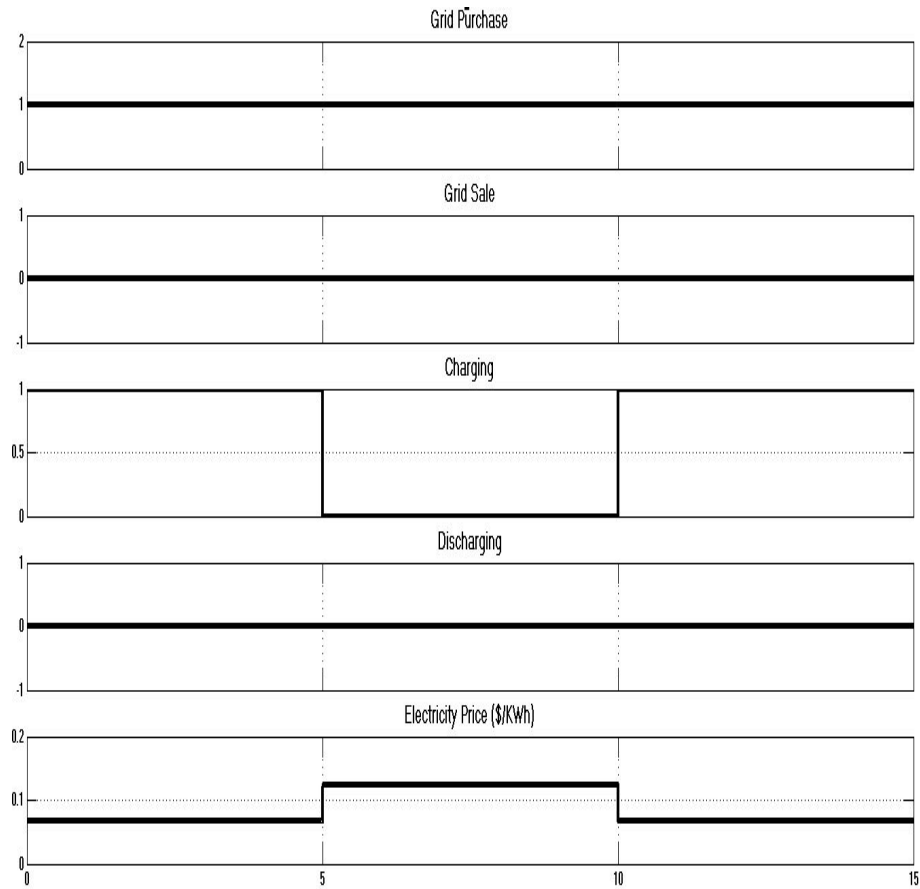 Grid Purchase
2
1
0
Grid Sale
1
0
-1
Charging
1
0.5
0
Discharging
1
0
-1
Electricity Price ($/KWh)
0.2
0.1
0
0 5 10 15